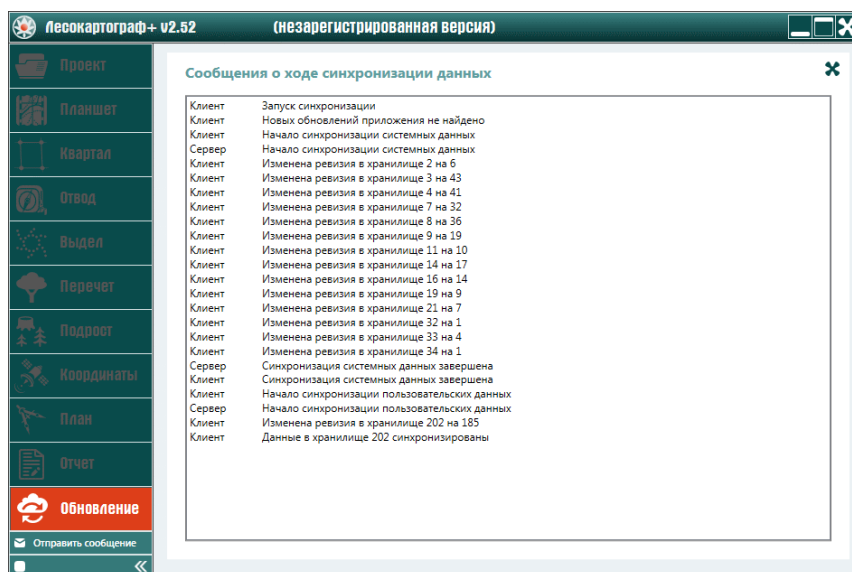 Лесокартограф+ v2.52 (незарегистрированная версия)
Проект
Планшет
Квартал
Отвод
Выдел
Перечет
Подрост
Координаты
План
Отчет
Обновление
Отправить сообщение
Сообщения о ходе синхронизации данных
Клиент Запуск синхронизации
Клиент Новых обновлений приложения не найдено
Клиент Начало синхронизации системных данных
Сервер Начало синхронизации системных данных
Клиент Изменена ревизия в хранилище 2 на 6
Клиент Изменена ревизия в хранилище 3 на 43
Клиент Изменена ревизия в хранилище 4 на 41
Клиент Изменена ревизия в хранилище 7 на 32
Клиент Изменена ревизия в хранилище 8 на 36
Клиент Изменена ревизия в хранилище 9 на 19
Клиент Изменена ревизия в хранилище 11 на 10
Клиент Изменена ревизия в хранилище 14 на 17
Клиент Изменена ревизия в хранилище 16 на 14
Клиент Изменена ревизия в хранилище 19 на 9
Клиент Изменена ревизия в хранилище 21 на 7
Клиент Изменена ревизия в хранилище 32 на 1
Клиент Изменена ревизия в хранилище 33 на 4
Клиент Изменена ревизия в хранилище 34 на 1
Сервер Синхронизация системных данных завершена
Клиент Синхронизация системных данных завершена
Клиент Начало синхронизации пользовательских данных
Сервер Начало синхронизации пользовательских данных
Клиент Изменена ревизия в хранилище 202 на 185
Клиент Данные в хранилище 202 синхронизированы